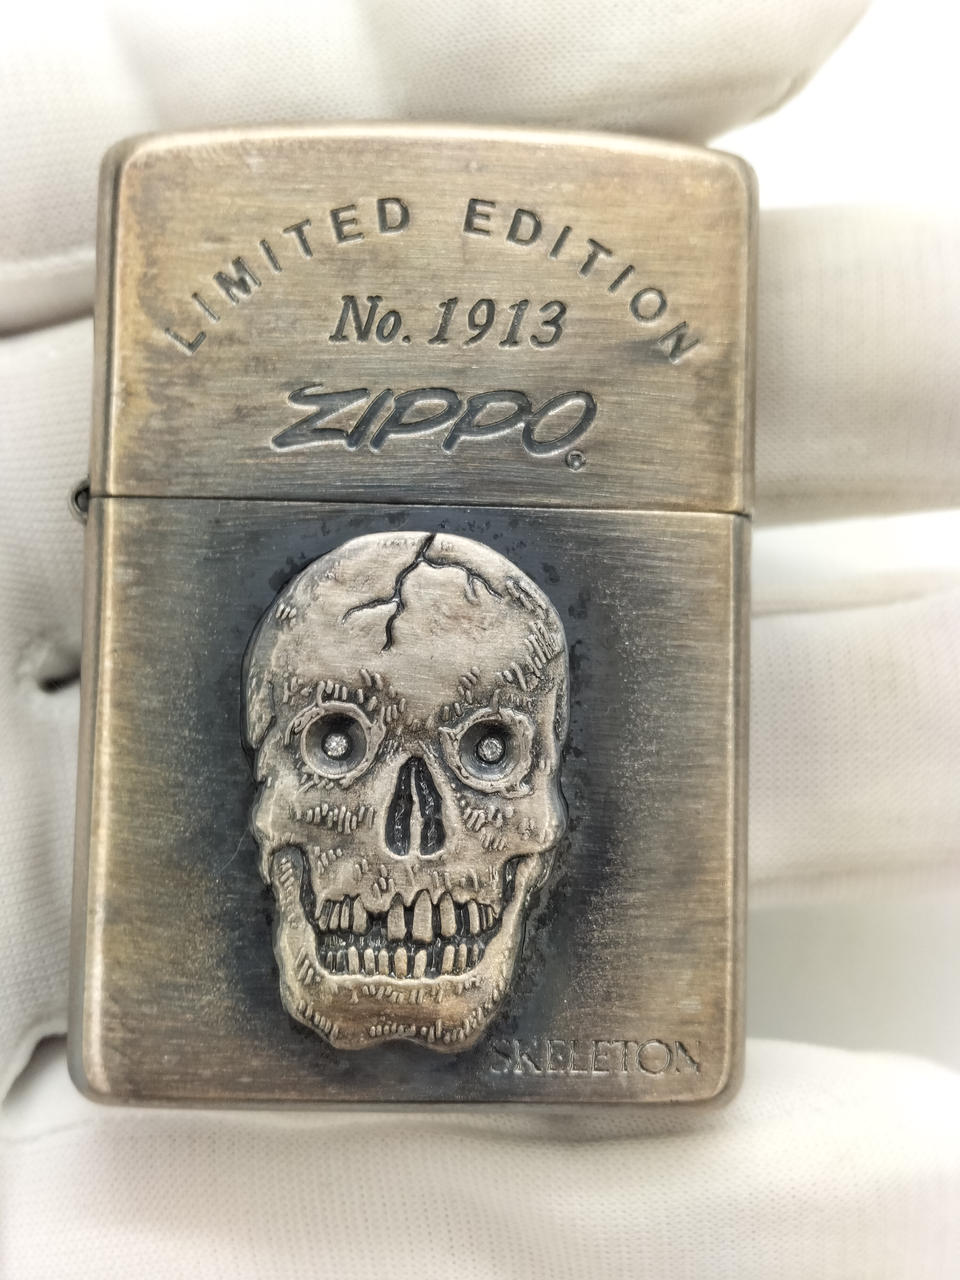 LIMITED EDITION
No. 1913
ZIPPO®
SKELETON